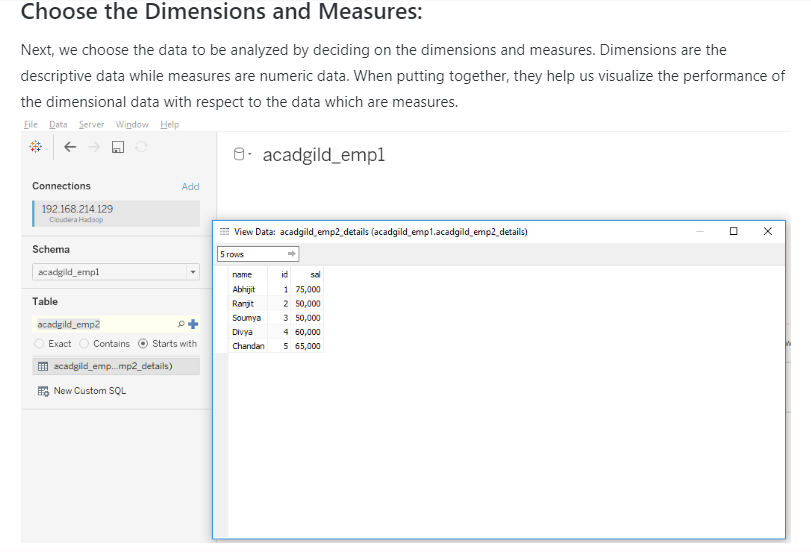 Choose the Dimensions and Measures:
Next, we choose the data to be analyzed by deciding on the dimensions and measures. Dimensions are the
descriptive data while measures are numeric data. When putting together, they help us visualize the performance of
the dimensional data with respect to the data which are measures.
File Data Server Window Help
acadgild_emp1
Connections Add
192.168.214.129
Cloudera Hadoop
Schema
acadgild_emp1
Table
acadgild_emp2
Exact Contains Starts with
acadgild_emp...mp2_details)
New Custom SQL
View Data: acadgild_emp2_details (acadgild_emp1.acadgild_emp2_details)
5 rows
name id sal
Abhijit 1 75,000
Ranjit 2 50,000
Soumya 3 50,000
Divya 4 60,000
Chandan 5 65,000